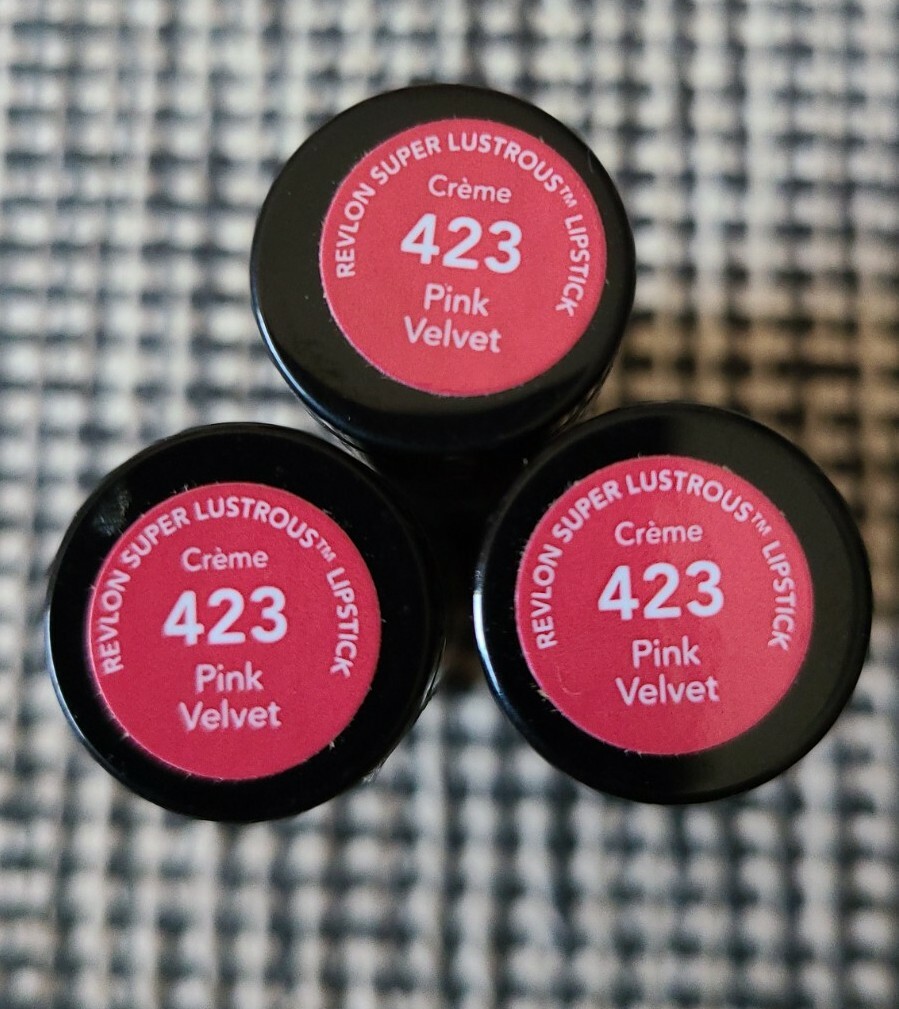 REVLON SUPER LUSTROUS™ LIPSTICK
Crème
423
Pink
Velvet
REVLON SUPER LUSTROUS™ LIPSTICK
Crème
423
Pink
Velvet
REVLON SUPER LUSTROUS™ LIPSTICK
Crème
423
Pink
Velvet